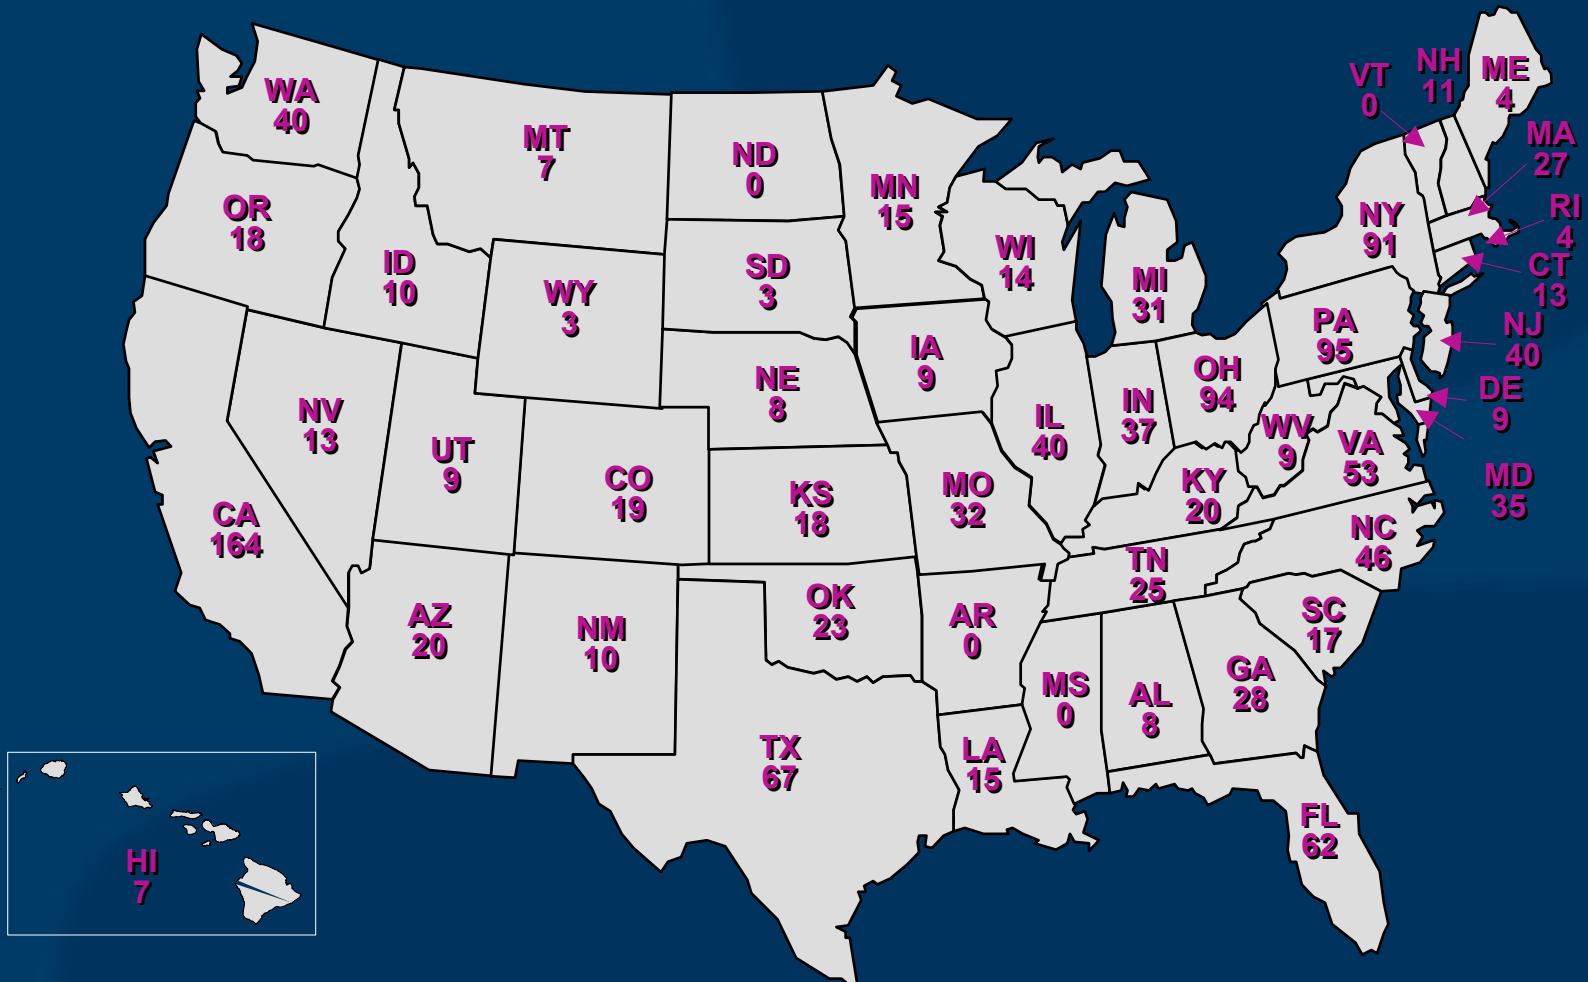 WA
40
MT
7
ND
0
MN
15
VT
0
NH
11
ME
4
MA
27
OR
18
ID
10
WY
3
SD
3
WI
14
MI
31
NY
91
RI
4
CT
13
NV
13
UT
9
CO
19
NE
8
IA
9
IL
40
IN
37
OH
94
PA
95
NJ
40
DE
9
MD
35
CA
164
KS
18
MO
32
KY
20
WV
9
VA
53
AZ
20
NM
10
OK
23
AR
0
TN
25
NC
46
SC
17
TX
67
LA
15
MS
0
AL
8
GA
28
FL
62
HI
7